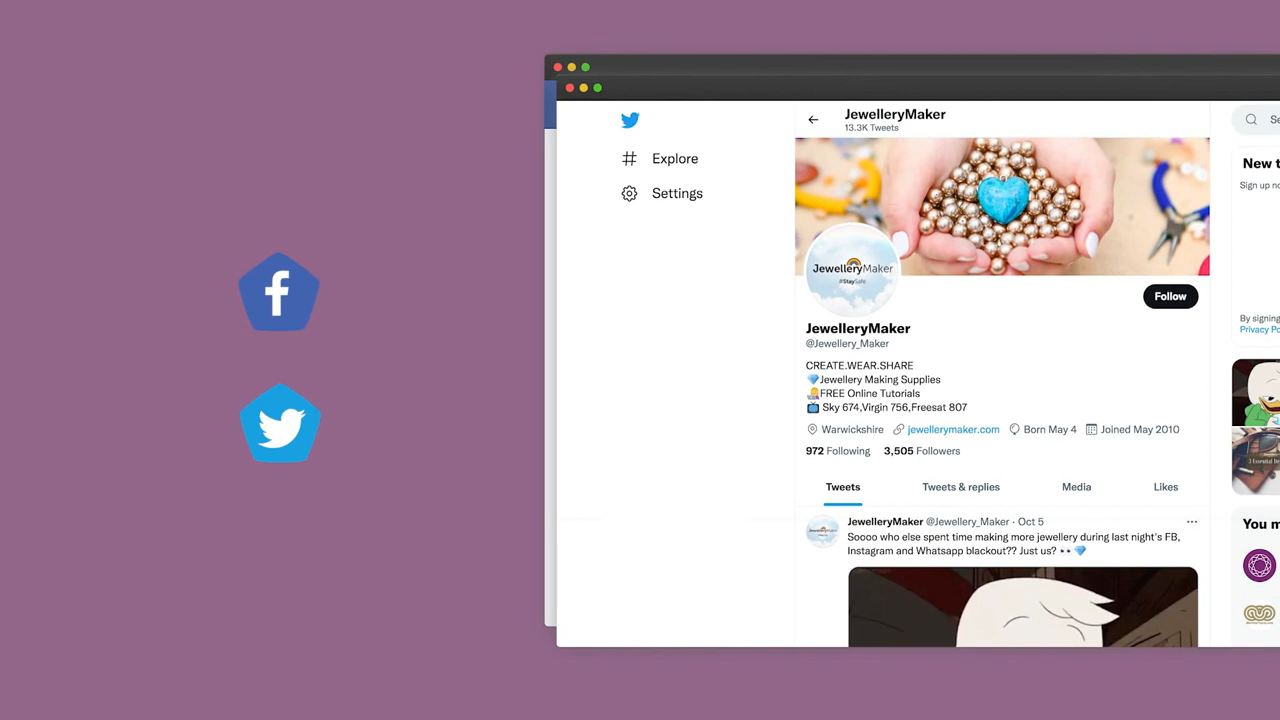 JewelleryMaker
13.3K Tweets
Explore
Settings
JewelleryMaker
#StaySafe
Follow
JewelleryMaker
@Jewellery_Maker
CREATE.WEAR.SHARE
💎Jewellery Making Supplies
👩FREE Online Tutorials
📺 Sky 674,Virgin 756,Freesat 807
Warwickshire jewellerymaker.com Born May 4 Joined May 2010
972 Following 3,505 Followers
Tweets Tweets & replies Media Likes
JewelleryMaker @Jewellery_Maker · Oct 5 ···
Soooo who else spent time making more jewellery during last night's FB,
Instagram and Whatsapp blackout?? Just us? 👀 💎
Se
New t
Sign up no
By signing
Privacy Po
You m